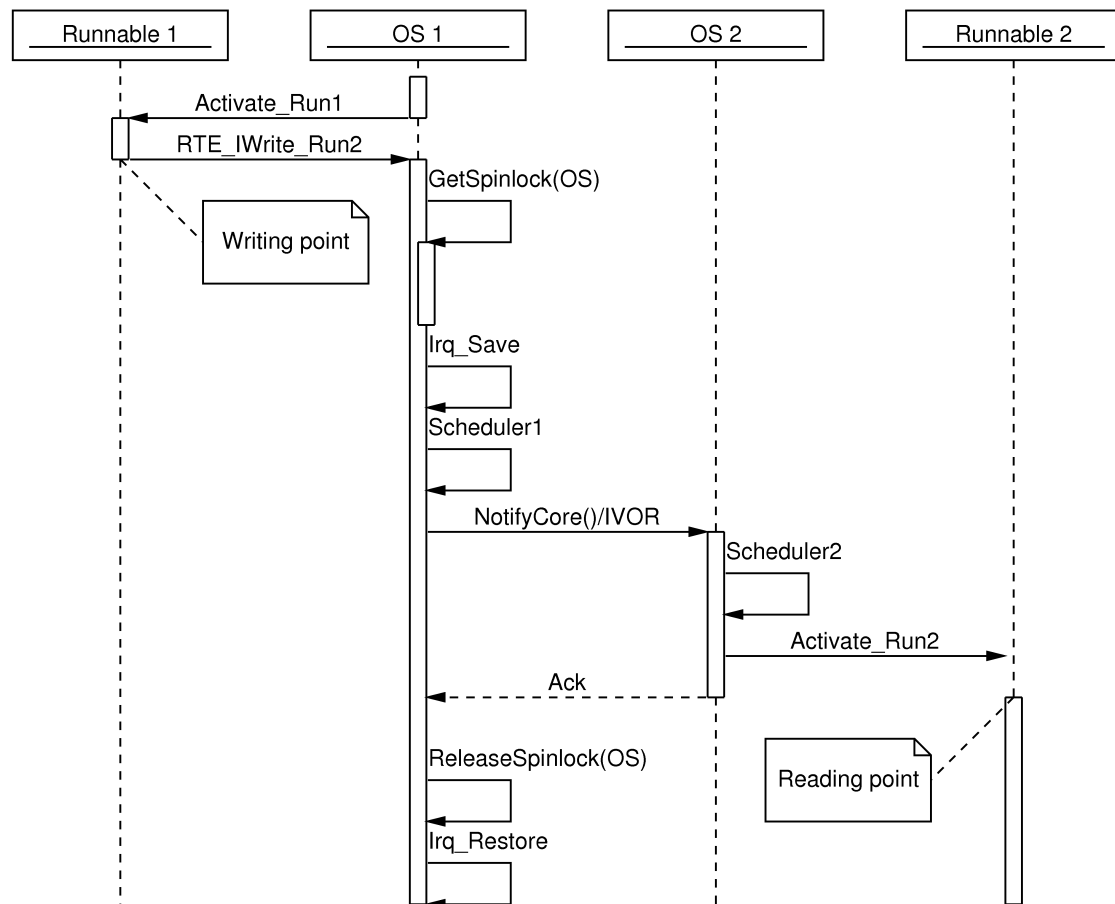 Runnable 1
OS 1
OS 2
Runnable 2
Activate_Run1
RTE_IWrite_Run2
GetSpinlock(OS)
Writing point
Irq_Save
Scheduler1
NotifyCore()/IVOR
Scheduler2
Activate_Run2
Ack
ReleaseSpinlock(OS)
Reading point
Irq_Restore